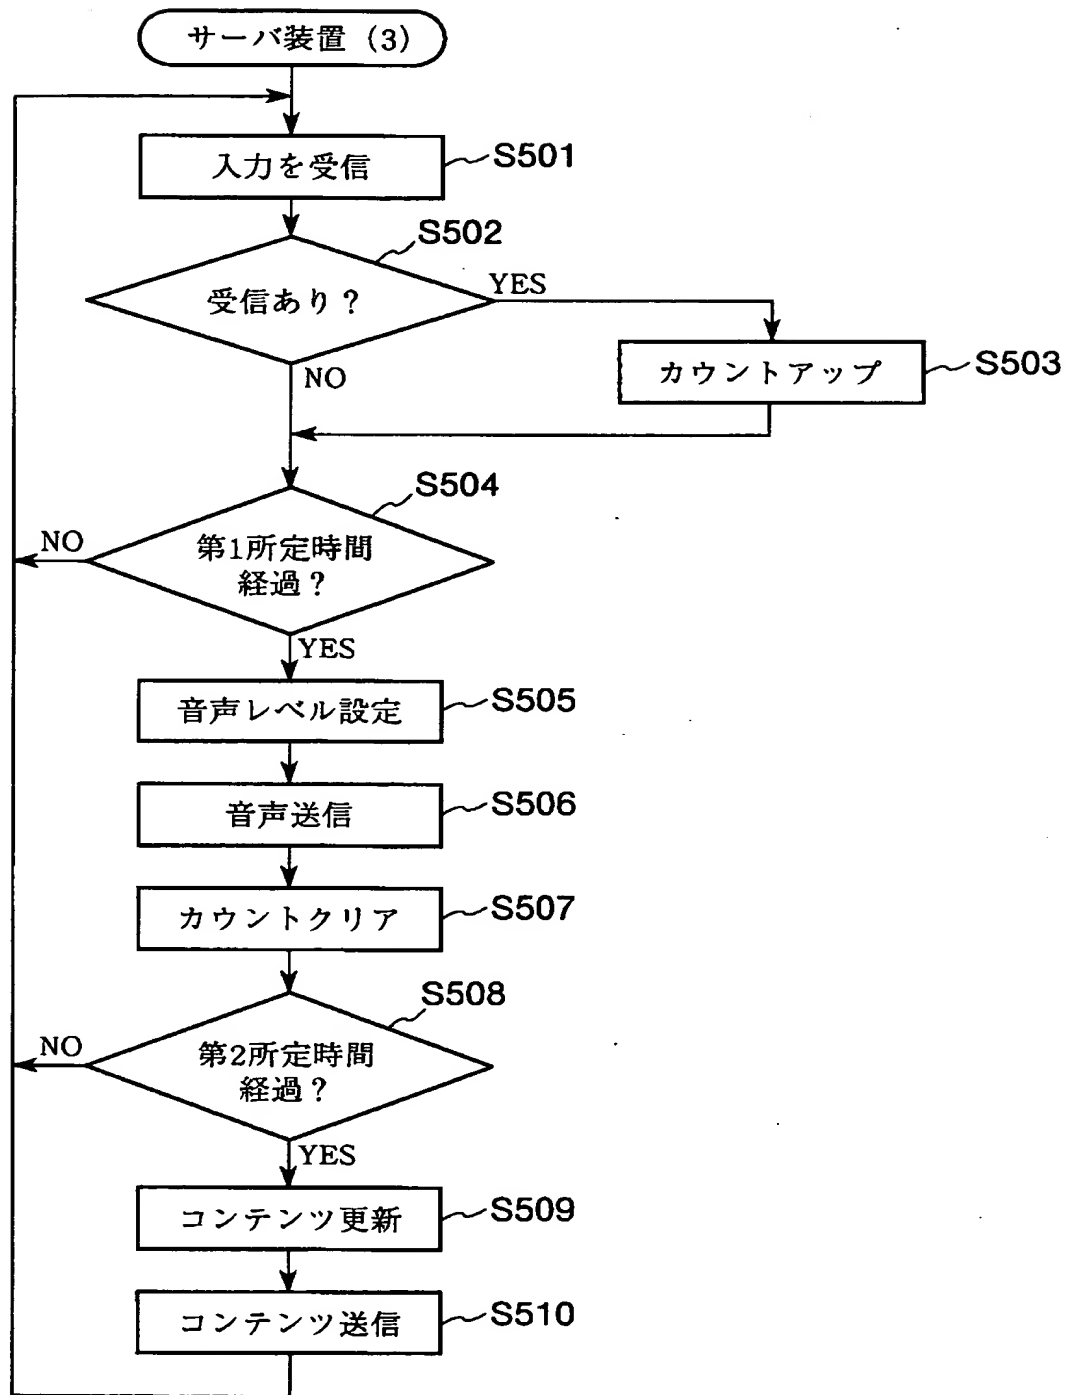 サーバ装置 (3)
入力を受信
S501
S502
受信あり?
YES
NO
カウントアップ
S503
S504
第1所定時間
経過?
NO
YES
音声レベル設定
S505
音声送信
S506
カウントクリア
S507
S508
第2所定時間
経過?
NO
YES
コンテンツ更新
S509
コンテンツ送信
S510